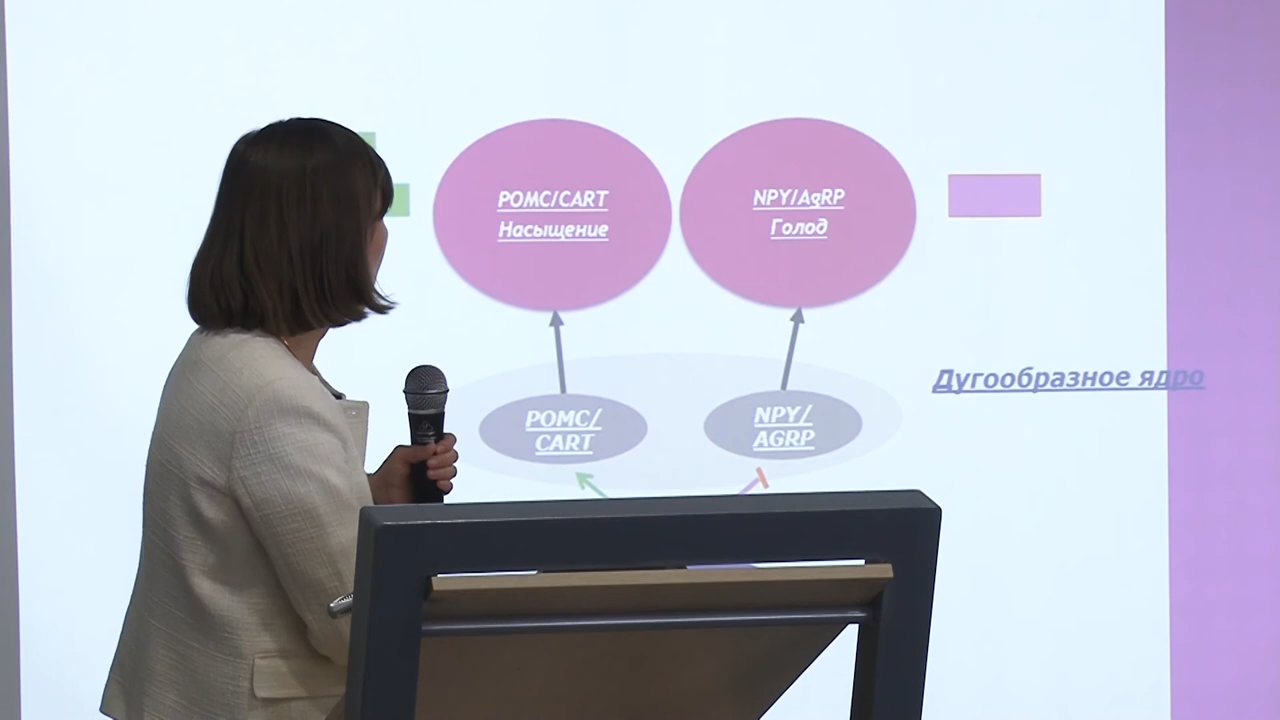 POMC/CART
Насыщение
NPY/AgRP
Голод
Дугообразное ядро
POMC/
CART
NPY/
AGRP